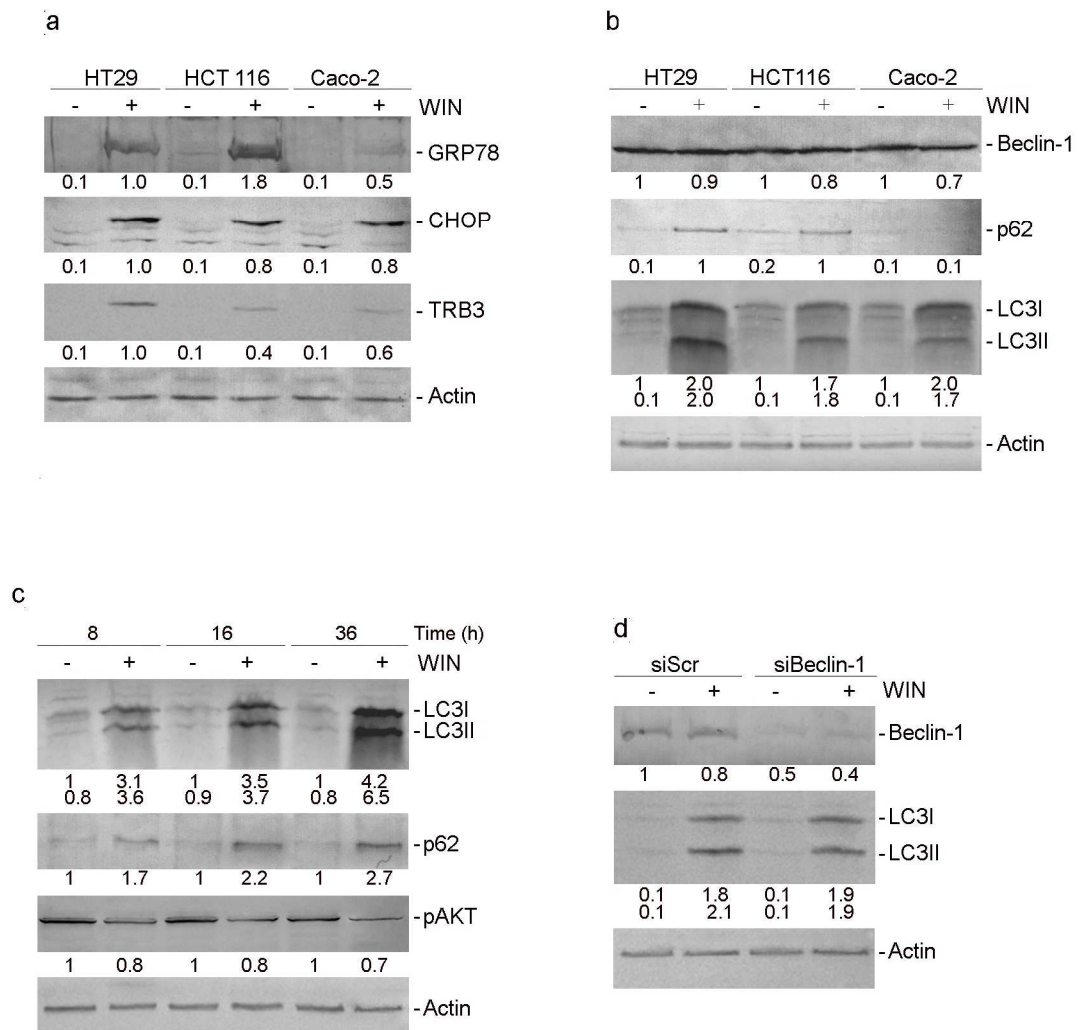 a
HT29 HCT 116 Caco-2
- + - + - + WIN
- GRP78
0.1 1.0 0.1 1.8 0.1 0.5
- CHOP
0.1 1.0 0.1 0.8 0.1 0.8
- TRB3
0.1 1.0 0.1 0.4 0.1 0.6
- Actin
b
HT29 HCT116 Caco-2
- + - + - + WIN
- Beclin-1
1 0.9 1 0.8 1 0.7
- p62
0.1 1 0.2 1 0.1 0.1
- LC3I
- LC3II
1 2.0 1 1.7 1 2.0
0.1 2.0 0.1 1.8 0.1 1.7
- Actin
c
8 16 36 Time (h)
- + - + - + WIN
- LC3I
- LC3II
1 3.1 1 3.5 1 4.2
0.8 3.6 0.9 3.7 0.8 6.5
- p62
1 1.7 1 2.2 1 2.7
- pAKT
1 0.8 1 0.8 1 0.7
- Actin
d
siScr siBeclin-1
- + - + WIN
- Beclin-1
1 0.8 0.5 0.4
- LC3I
- LC3II
0.1 1.8 0.1 1.9
0.1 2.1 0.1 1.9
- Actin